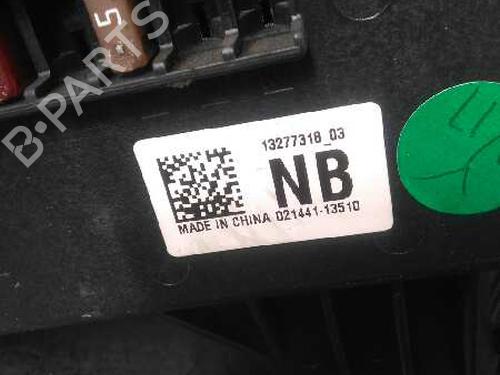 5
B-PARTS
13277318_03
NB
MADE IN CHINA 021441-13510